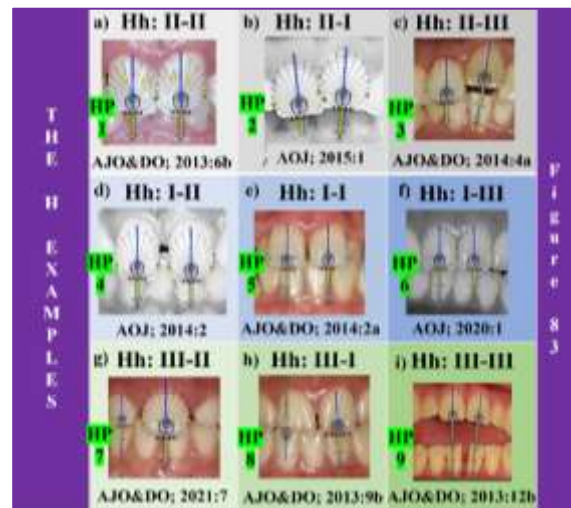 THE H EXAMPLES
a) Hh: II-II
HP 1
AJO&DO; 2013:6b
b) Hh: II-I
HP 2
AOJ; 2015:1
c) Hh: II-III
HP 3
AJO&DO; 2014:4a
d) Hh: I-II
HP 4
AOJ; 2014:2
e) Hh: I-I
HP 5
AJO&DO; 2014:2a
f) Hh: I-III
HP 6
AOJ; 2020:1
g) Hh: III-II
HP 7
AJO&DO; 2021:7
h) Hh: III-I
HP 8
AJO&DO; 2013:9b
i) Hh: III-III
HP 9
AJO&DO; 2013:12b
Figure 83